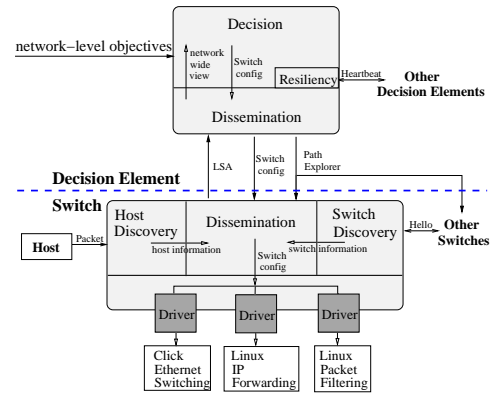 Decision
network–level objectives
network
wide
view
Switch
config
Resiliency
Heartbeat
Other
Decision Elements
Dissemination
LSA
Switch
config
Path
Explorer
Decision Element
Switch
Host
Discovery
Dissemination
Switch
Discovery
Hello
Other
Switches
Host
Packet
host information
switch information
Switch
config
Driver
Driver
Driver
Click
Ethernet
Switching
Linux
IP
Forwarding
Linux
Packet
Filtering